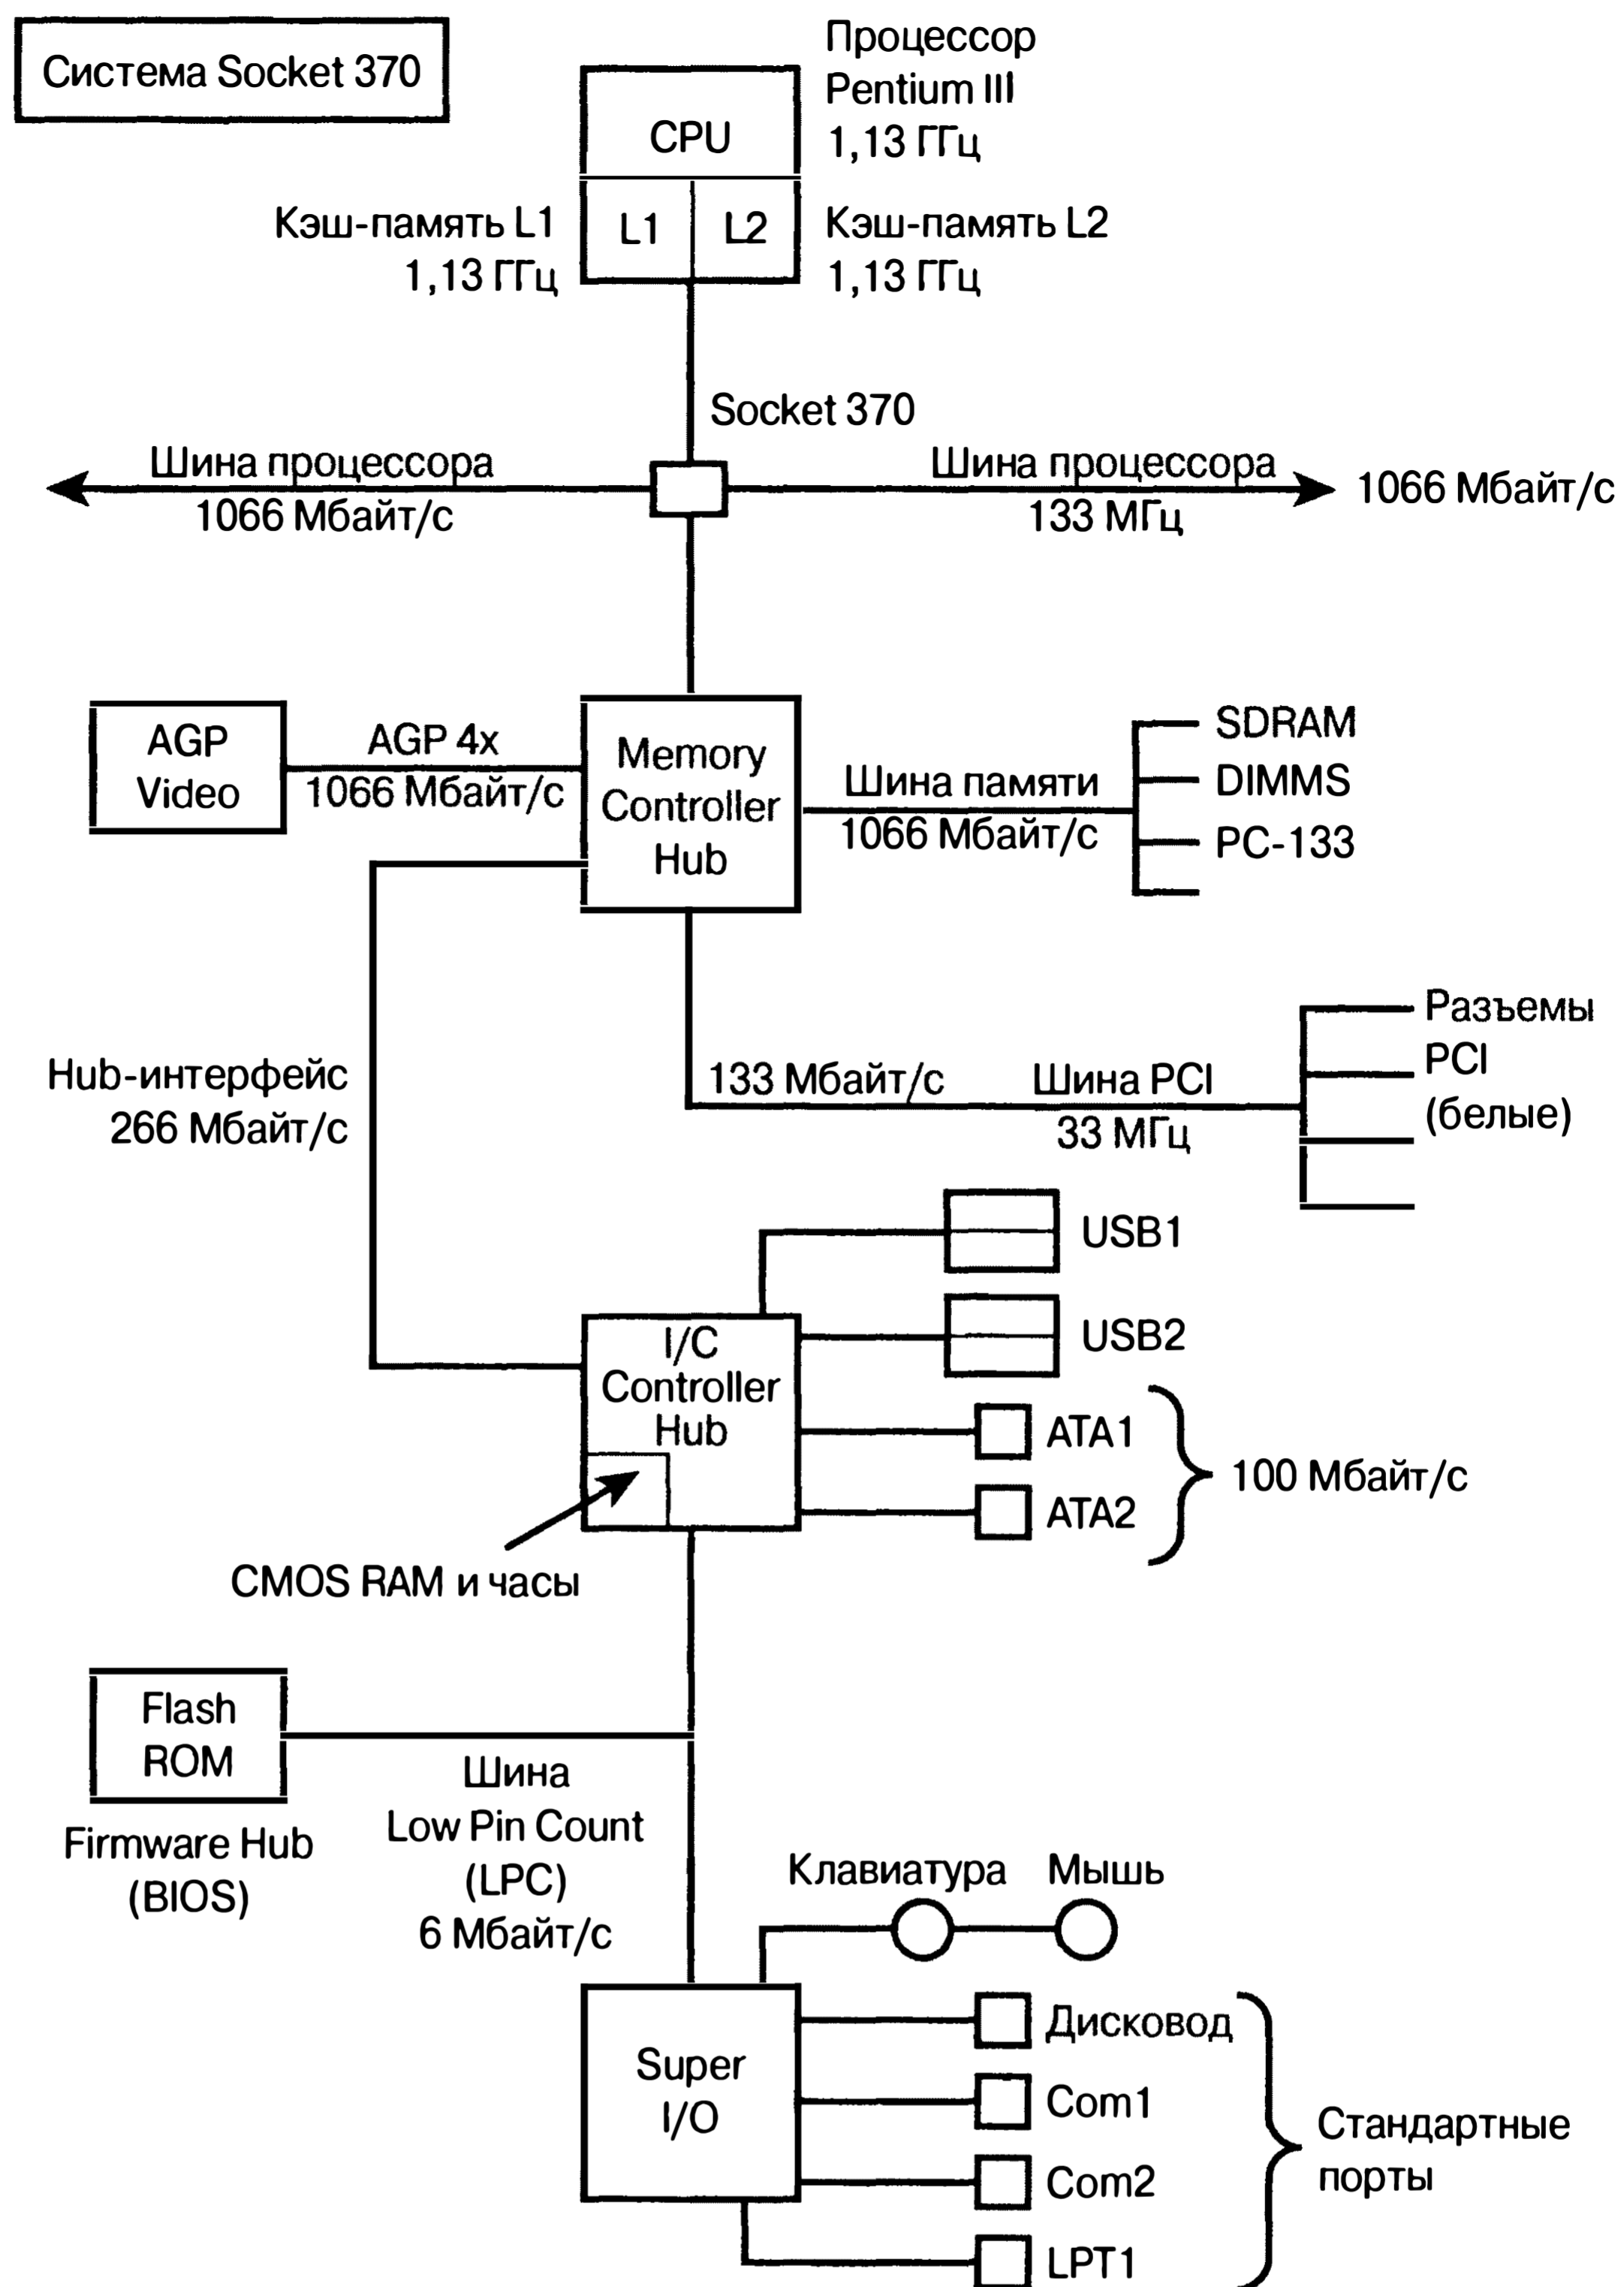 Система Socket 370
Процессор
Pentium III
1,13 ГГц
CPU
Кэш-память L1
1,13 ГГц
L1
L2
Кэш-память L2
1,13 ГГц
Socket 370
Шина процессора
1066 Мбайт/с
Шина процессора
133 МГц
1066 Мбайт/с
AGP
Video
AGP 4x
1066 Мбайт/с
Memory
Controller
Hub
Шина памяти
1066 Мбайт/с
SDRAM
DIMMS
PC-133
Hub-интерфейс
266 Мбайт/с
133 Мбайт/с
Шина PCI
33 МГц
Разъемы
PCI
(белые)
USB1
USB2
I/C
Controller
Hub
ATA1
ATA2
100 Мбайт/с
CMOS RAM и часы
Flash
ROM
Firmware Hub
(BIOS)
Шина
Low Pin Count
(LPC)
6 Мбайт/с
Клавиатура
Мышь
Super
I/O
Дисковод
Com1
Com2
LPT1
Стандартные
порты